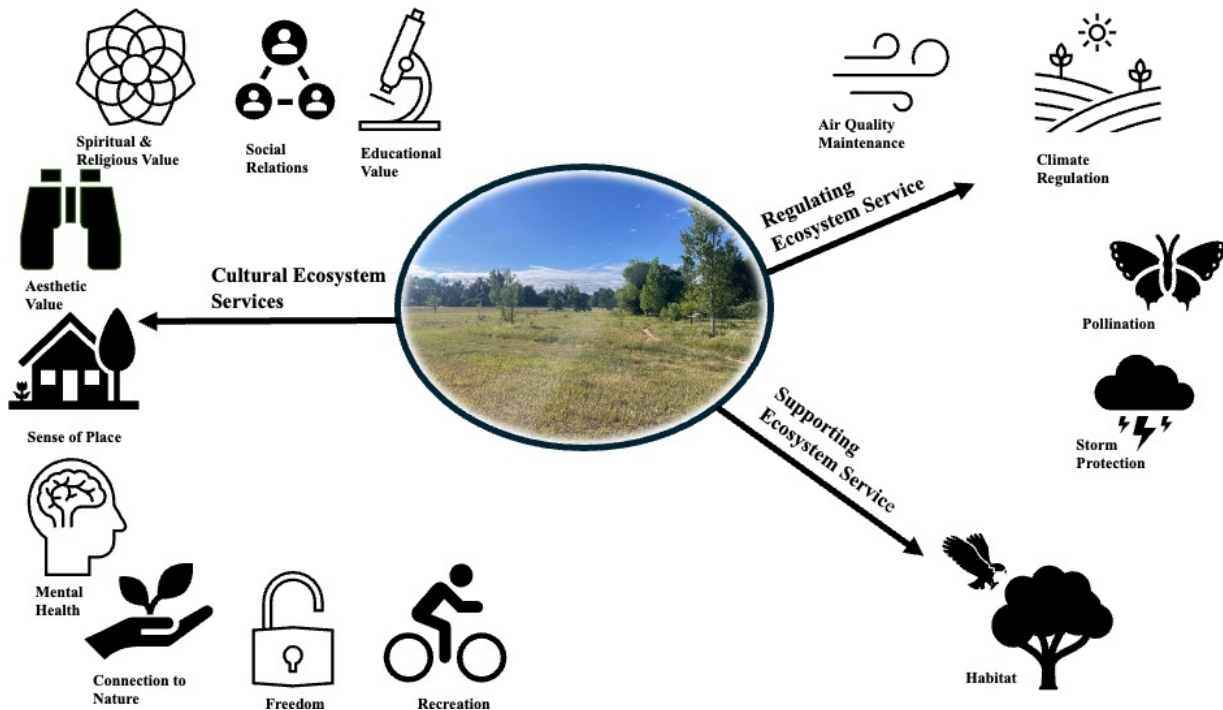 Spiritual &
Religious Value
Social
Relations
Educational
Value
Air Quality
Maintenance
Climate
Regulation
Aesthetic
Value
Cultural Ecosystem
Services
Regulating
Ecosystem Service
Pollination
Sense of Place
Supporting
Ecosystem Service
Storm
Protection
Mental
Health
Connection to
Nature
Freedom
Recreation
Habitat